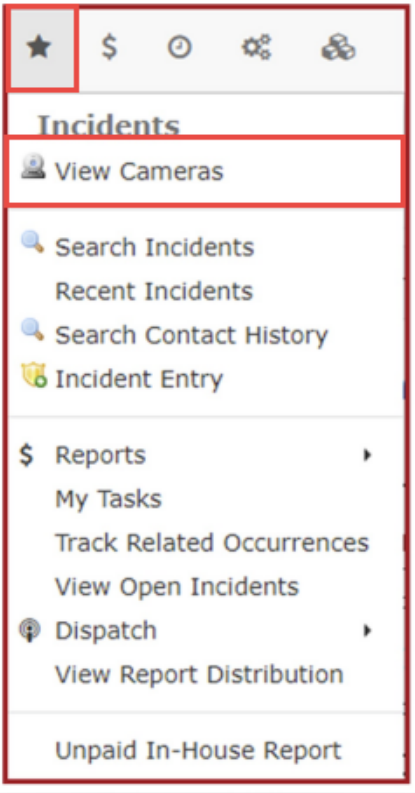 $
Incidents
View Cameras
Search Incidents
Recent Incidents
Search Contact History
Incident Entry
$ Reports
My Tasks
Track Related Occurrences
View Open Incidents
Dispatch
View Report Distribution
Unpaid In-House Report